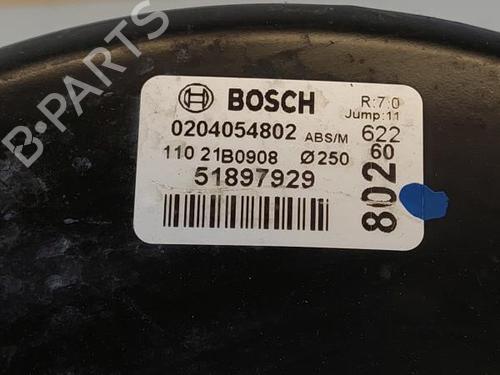 BOSCH
R:7:0
Jump:11
0204054802 ABS/M 622
110 21B0908 Ø250 60
51897929
802
B-PARTS